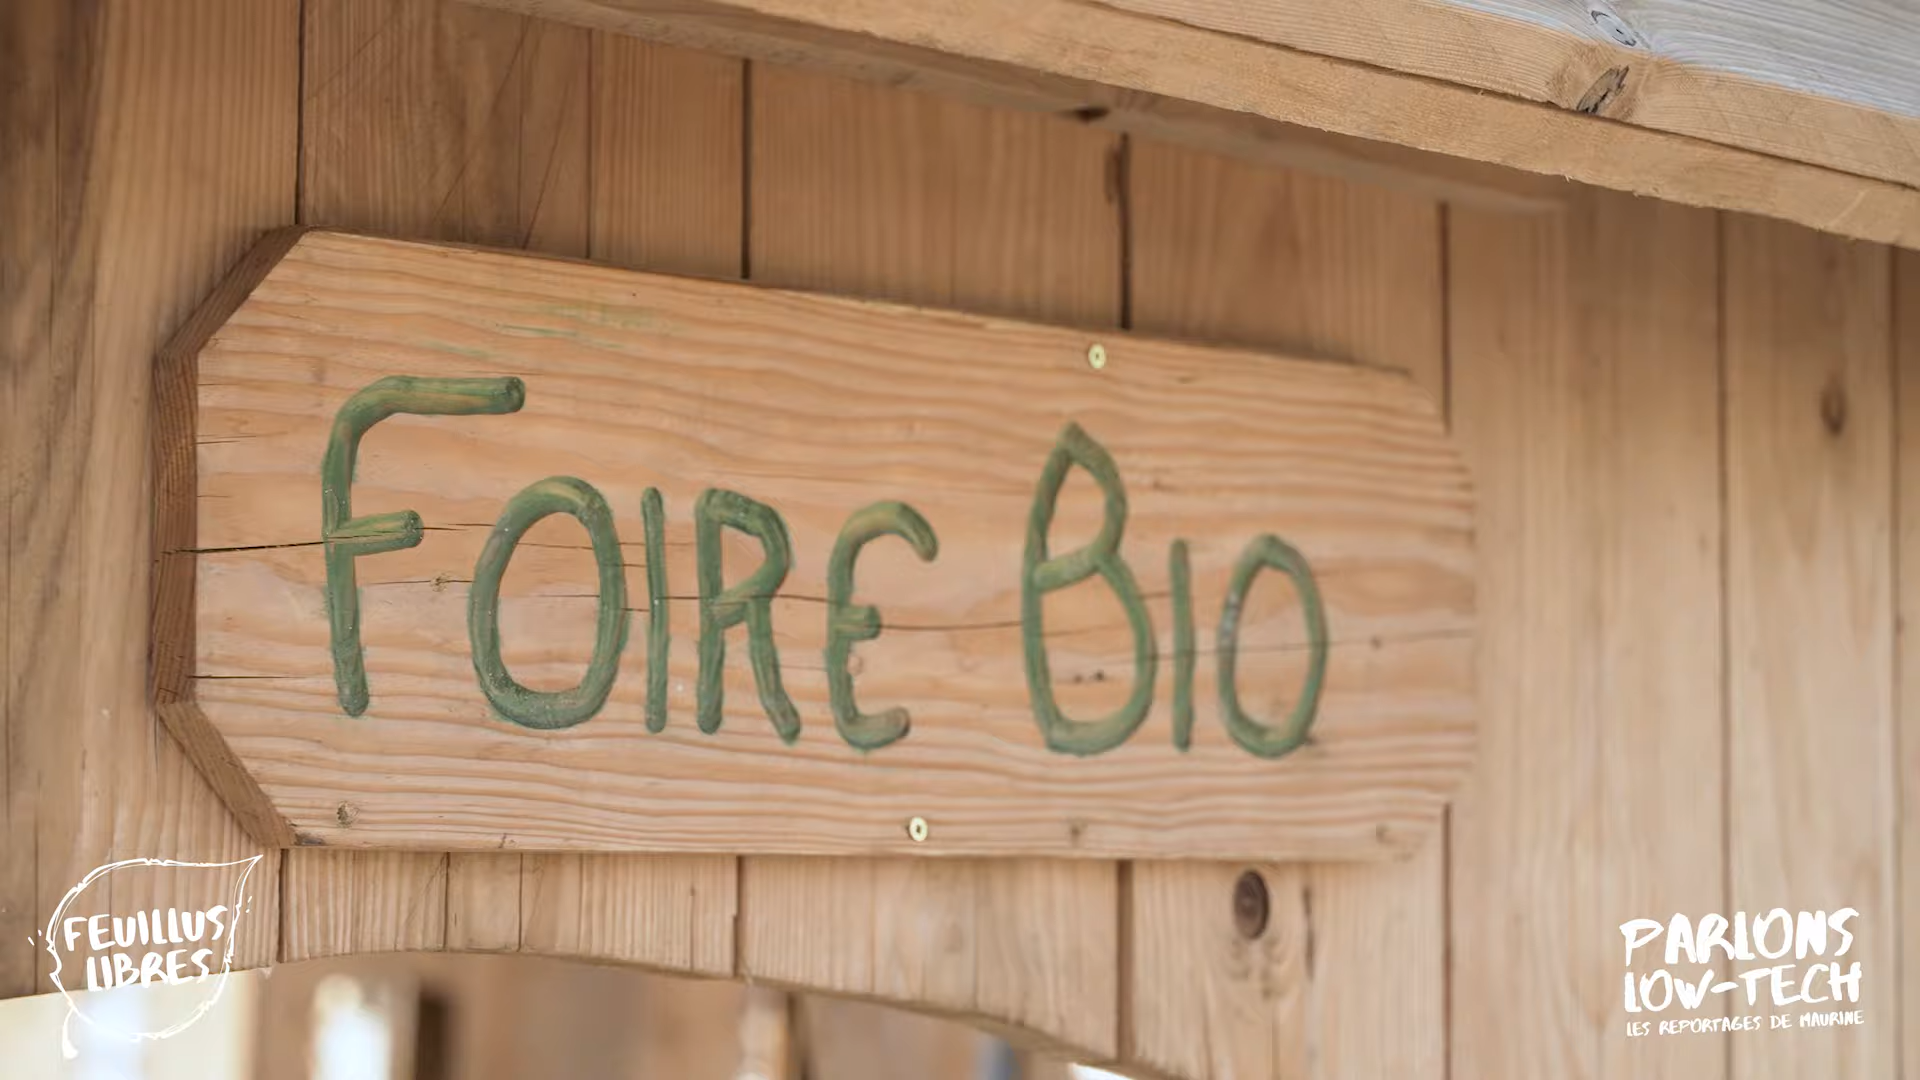 FOIRE BIO
FEUILLUS
LIBRES
PARLONS
LOW-TECH
LES REPORTAGES DE MAURINE